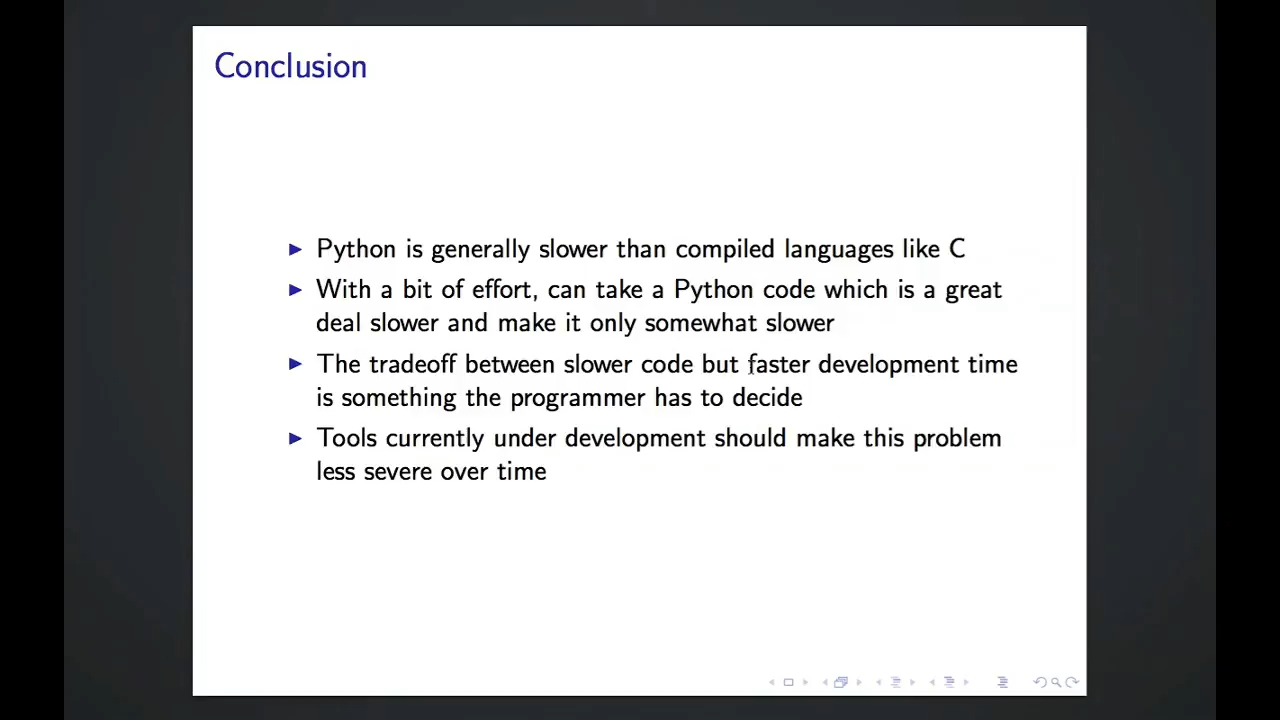 Conclusion
Python is generally slower than compiled languages like C
With a bit of effort, can take a Python code which is a great
deal slower and make it only somewhat slower
The tradeoff between slower code but faster development time
is something the programmer has to decide
Tools currently under development should make this problem
less severe over time